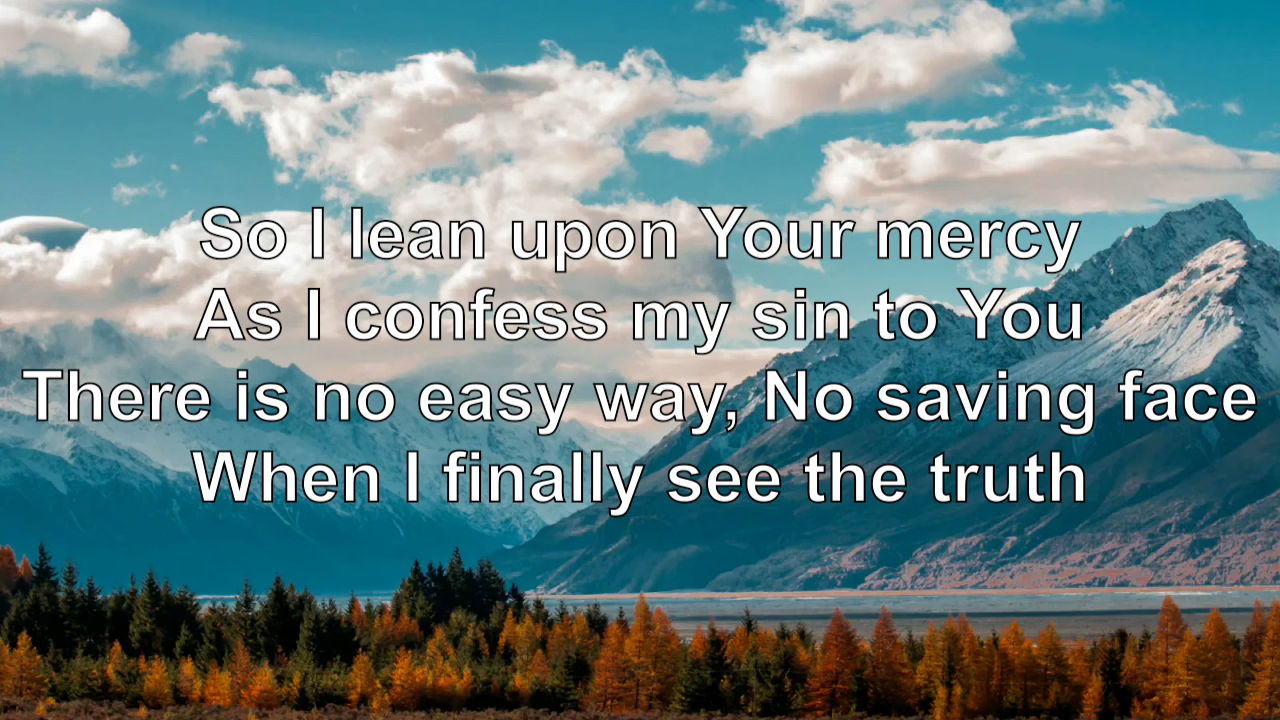 So I lean upon Your mercy
As I confess my sin to You
There is no easy way, No saving face
When I finally see the truth